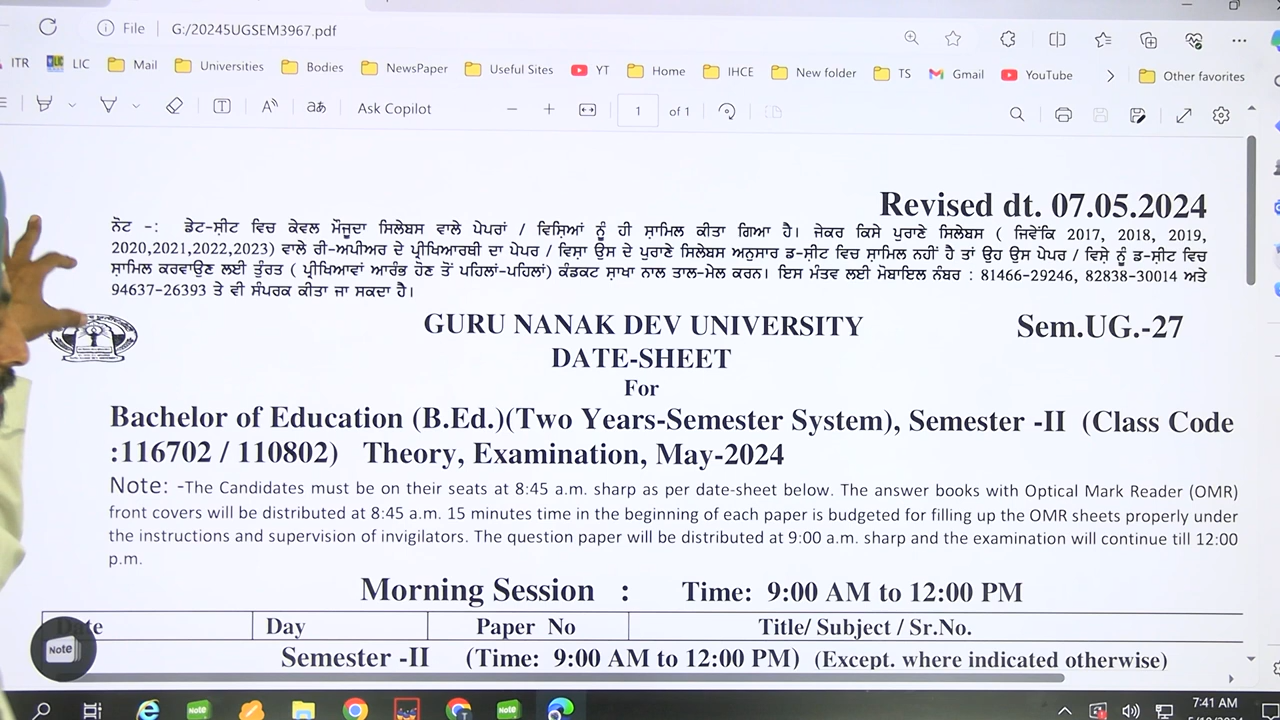 File G:/20245UGSEM3967.pdf
ITR LIC Mail Universities Bodies NewsPaper Useful Sites YT Home IHCE New folder TS Gmail YouTube Other favorites
aあ Ask Copilot 1 of 1
Revised dt. 07.05.2024
ਨੋਟ -: ਡੇਟ-ਸ਼ੀਟ ਵਿਚ ਕੇਵਲ ਮੌਜੂਦਾ ਸਿਲੇਬਸ ਵਾਲੇ ਪੇਪਰਾਂ / ਵਿਸ਼ਿਆਂ ਨੂੰ ਹੀ ਸ਼ਾਮਿਲ ਕੀਤਾ ਗਿਆ ਹੈ। ਜੇਕਰ ਕਿਸੇ ਪੁਰਾਣੇ ਸਿਲੇਬਸ ( ਜਿਵੇਂਕਿ 2017, 2018, 2019,
2020,2021,2022,2023) ਵਾਲੇ ਰੀ-ਅਪੀਅਰ ਦੇ ਪ੍ਰੀਖਿਆਰਥੀ ਦਾ ਪੇਪਰ / ਵਿਸ਼ਾ ਉਸ ਦੇ ਪੁਰਾਣੇ ਸਿਲੇਬਸ ਅਨੁਸਾਰ ਡ-ਸ਼ੀਟ ਵਿਚ ਸ਼ਾਮਿਲ ਨਹੀਂ ਹੈ ਤਾਂ ਉਹ ਉਸ ਪੇਪਰ / ਵਿਸ਼ੇ ਨੂੰ ਡ-ਸ਼ੀਟ ਵਿਚ
ਸ਼ਾਮਿਲ ਕਰਵਾਉਣ ਲਈ ਤੁੰਰਤ ( ਪ੍ਰੀਖਿਆਵਾਂ ਆਰੰਭ ਹੋਣ ਤੋਂ ਪਹਿਲਾਂ-ਪਹਿਲਾਂ) ਕੰਡਕਟ ਸ਼ਾਖਾ ਨਾਲ ਤਾਲ-ਮੇਲ ਕਰਨ। ਇਸ ਮੰਤਵ ਲਈ ਮੋਬਾਇਲ ਨੰਬਰ : 81466-29246, 82838-30014 ਅਤੇ
94637-26393 ਤੇ ਵੀ ਸੰਪਰਕ ਕੀਤਾ ਜਾ ਸਕਦਾ ਹੈ।
GURU NANAK DEV UNIVERSITY Sem.UG.-27
DATE-SHEET
For
Bachelor of Education (B.Ed.)(Two Years-Semester System), Semester -II (Class Code
:116702 / 110802) Theory, Examination, May-2024
Note: -The Candidates must be on their seats at 8:45 a.m. sharp as per date-sheet below. The answer books with Optical Mark Reader (OMR)
front covers will be distributed at 8:45 a.m. 15 minutes time in the beginning of each paper is budgeted for filling up the OMR sheets properly under
the instructions and supervision of invigilators. The question paper will be distributed at 9:00 a.m. sharp and the examination will continue till 12:00
p.m.
Morning Session : Time: 9:00 AM to 12:00 PM
Date Day Paper No Title/ Subject / Sr.No.
Semester -II (Time: 9:00 AM to 12:00 PM) (Except. where indicated otherwise)
Note
Note Note
7:41 AM